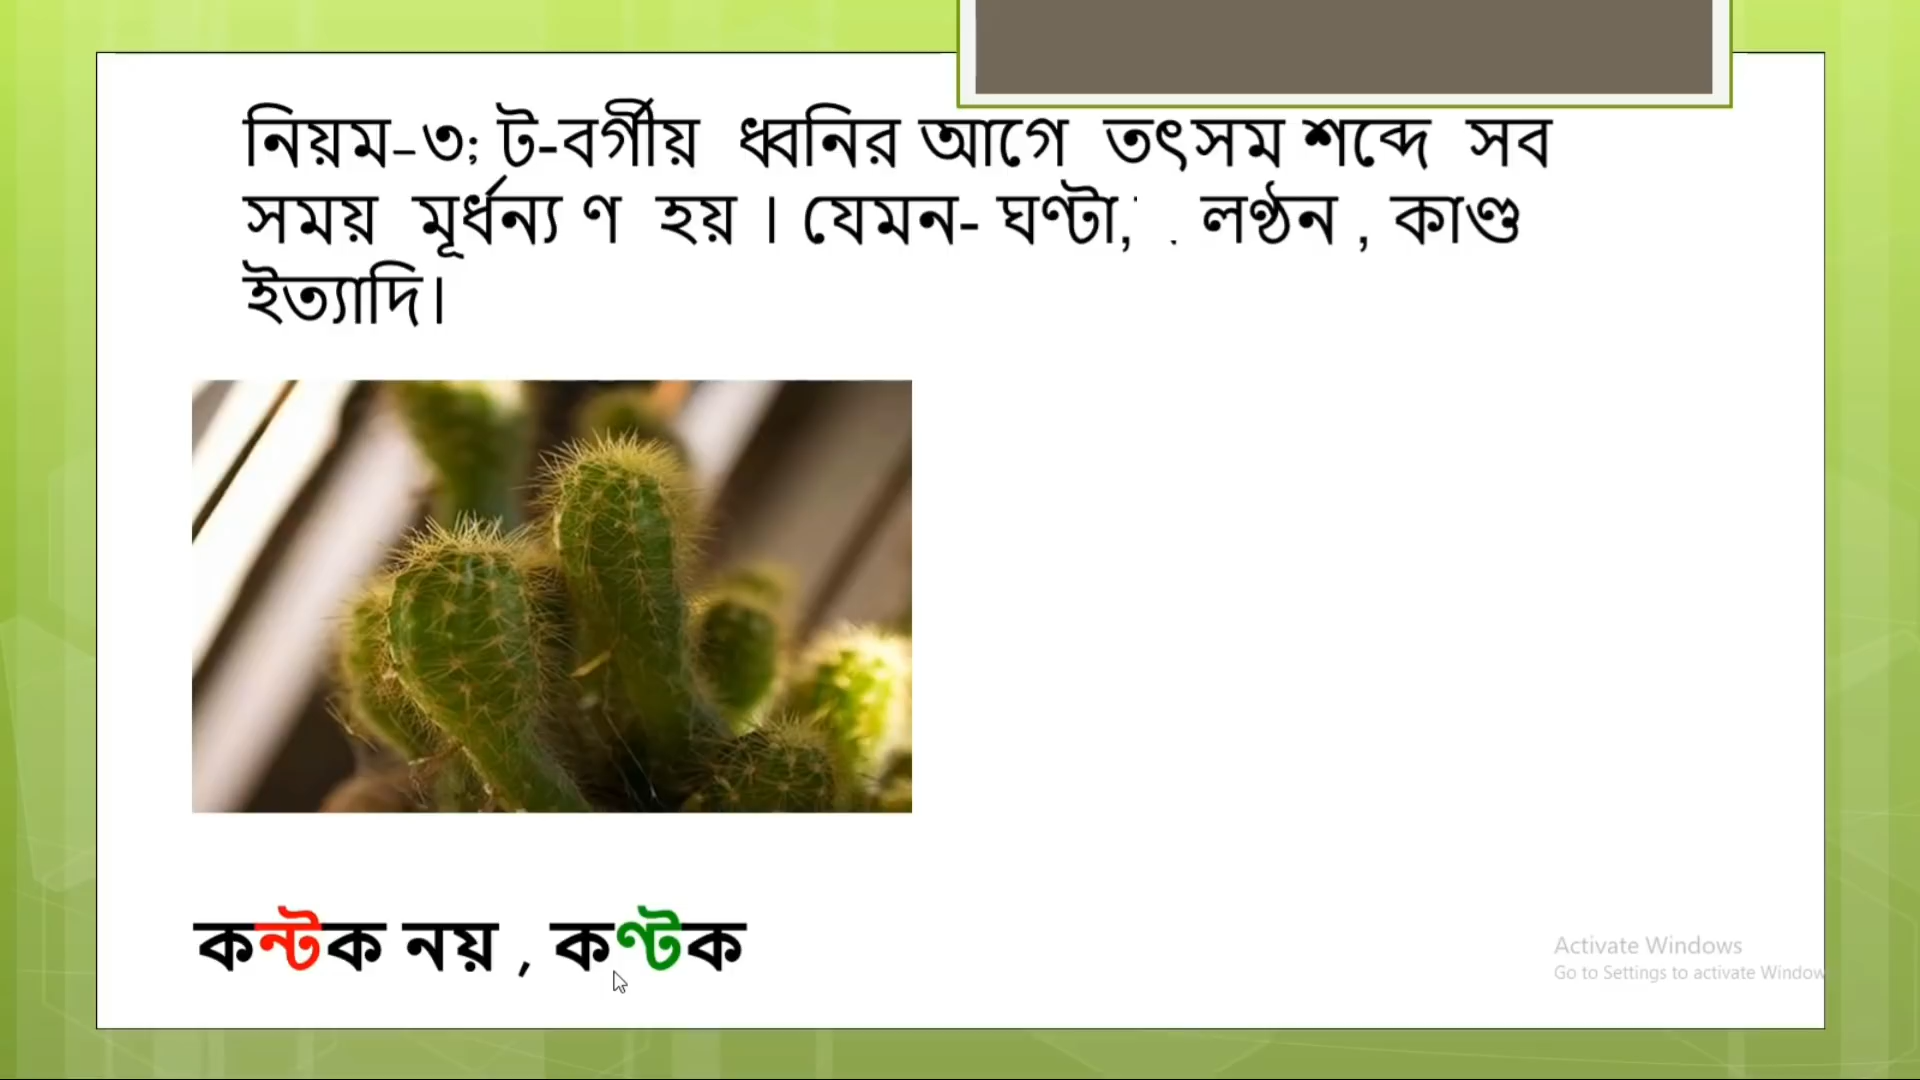 নিয়ম-৩; ট-বর্গীয় ধ্বনির আগে তৎসম শব্দে সব
সময় মূর্ধন্য ণ হয় । যেমন- ঘণ্টা, . লণ্ঠন , কাণ্ড
ইত্যাদি।
কন্টক নয় , কণ্টক
Activate Windows
Go to Settings to activate Window